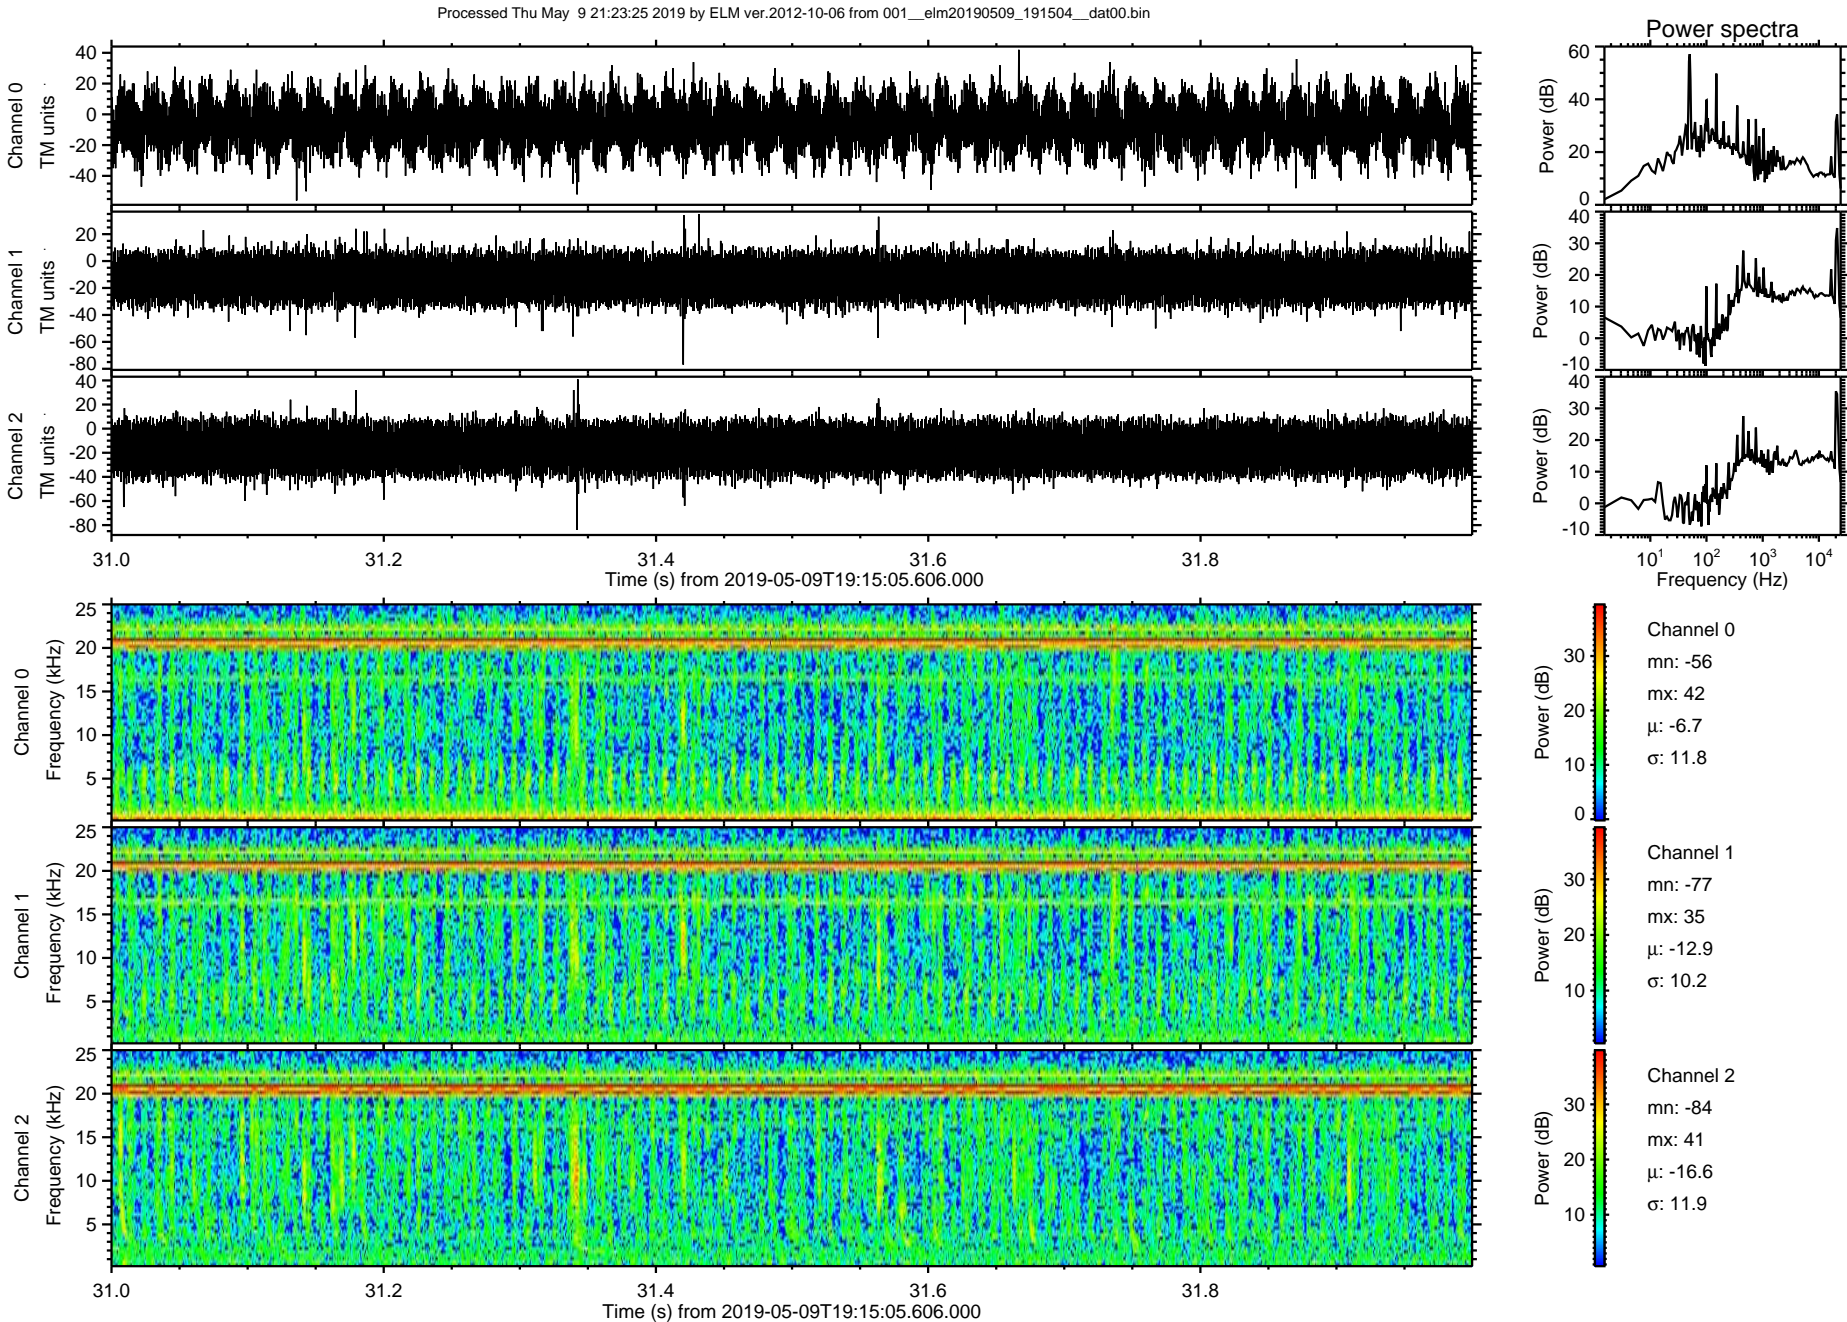 Processed Thu May  9 21:23:25 2019 by ELM ver.2012-10-06 from 001__elm20190509_191504__dat00.bin
Power spectra
Channel 0
TM units
40
20
0
-20
-40
Power (dB)
60
40
20
0
Channel 1
TM units
20
0
-20
-40
-60
-80
Power (dB)
40
30
20
10
0
-10
Channel 2
TM units
40
20
0
-20
-40
-60
-80
Power (dB)
40
30
20
10
0
-10
31.0 31.2 31.4 31.6 31.8
Time (s) from 2019-05-09T19:15:05.606.000
10^1 10^2 10^3 10^4
Frequency (Hz)
Channel 0
Frequency (kHz)
25
20
15
10
5
Power (dB)
30
20
10
0
Channel 0
mn: -56
mx: 42
μ: -6.7
σ: 11.8
Channel 1
Frequency (kHz)
25
20
15
10
5
Power (dB)
30
20
10
Channel 1
mn: -77
mx: 35
μ: -12.9
σ: 10.2
Channel 2
Frequency (kHz)
25
20
15
10
5
Power (dB)
30
20
10
Channel 2
mn: -84
mx: 41
μ: -16.6
σ: 11.9
31.0 31.2 31.4 31.6 31.8
Time (s) from 2019-05-09T19:15:05.606.000